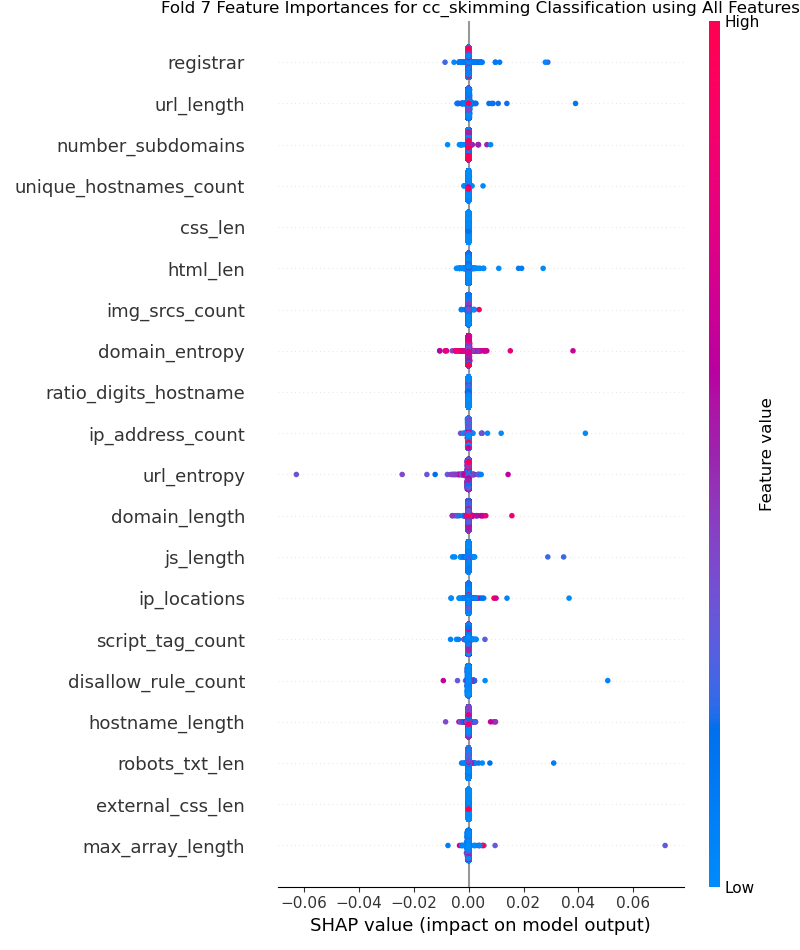 Fold 7 Feature Importances for cc_skimming Classification using All Features
High
registrar
url_length
number_subdomains
unique_hostnames_count
css_len
html_len
img_srcs_count
domain_entropy
ratio_digits_hostname
ip_address_count
url_entropy
domain_length
js_length
ip_locations
script_tag_count
disallow_rule_count
hostname_length
robots_txt_len
external_css_len
max_array_length
Feature value
Low
−0.06 −0.04 −0.02 0.00 0.02 0.04 0.06
SHAP value (impact on model output)